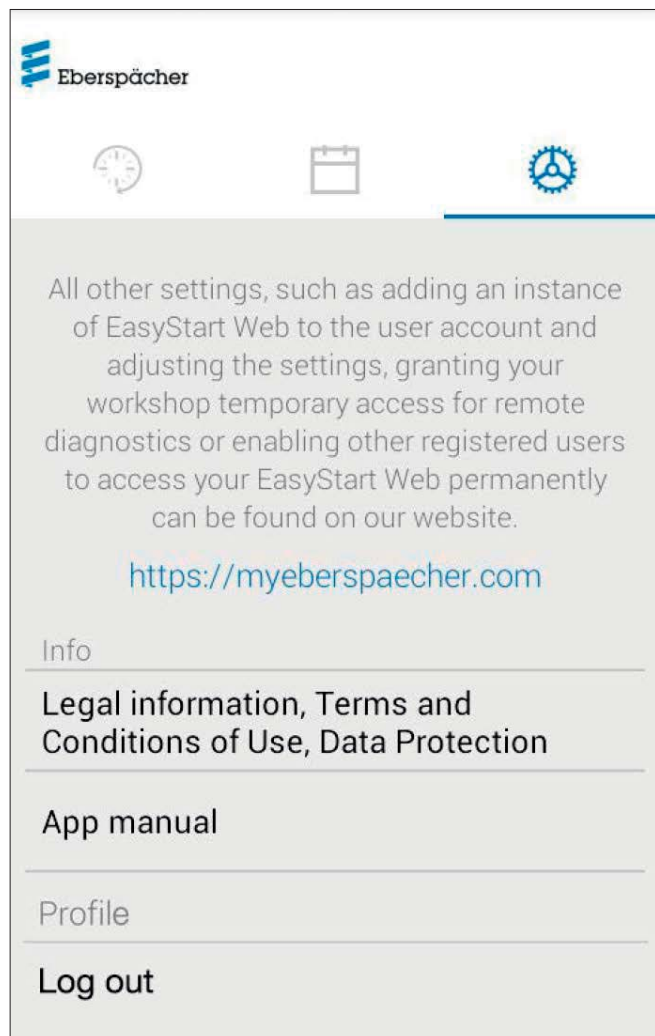 Eberspächer
All other settings, such as adding an instance
of EasyStart Web to the user account and
adjusting the settings, granting your
workshop temporary access for remote
diagnostics or enabling other registered users
to access your EasyStart Web permanently
can be found on our website.
https://myeberspaecher.com
Info
Legal information, Terms and
Conditions of Use, Data Protection
App manual
Profile
Log out